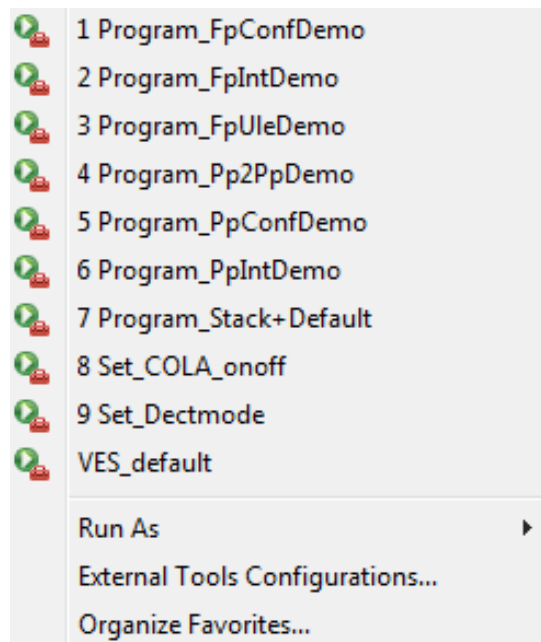 1 Program_FpConfDemo
2 Program_FpIntDemo
3 Program_FpUleDemo
4 Program_Pp2PpDemo
5 Program_PpConfDemo
6 Program_PpIntDemo
7 Program_Stack+Default
8 Set_COLA_onoff
9 Set_Dectmode
VES_default
Run As
External Tools Configurations...
Organize Favorites...